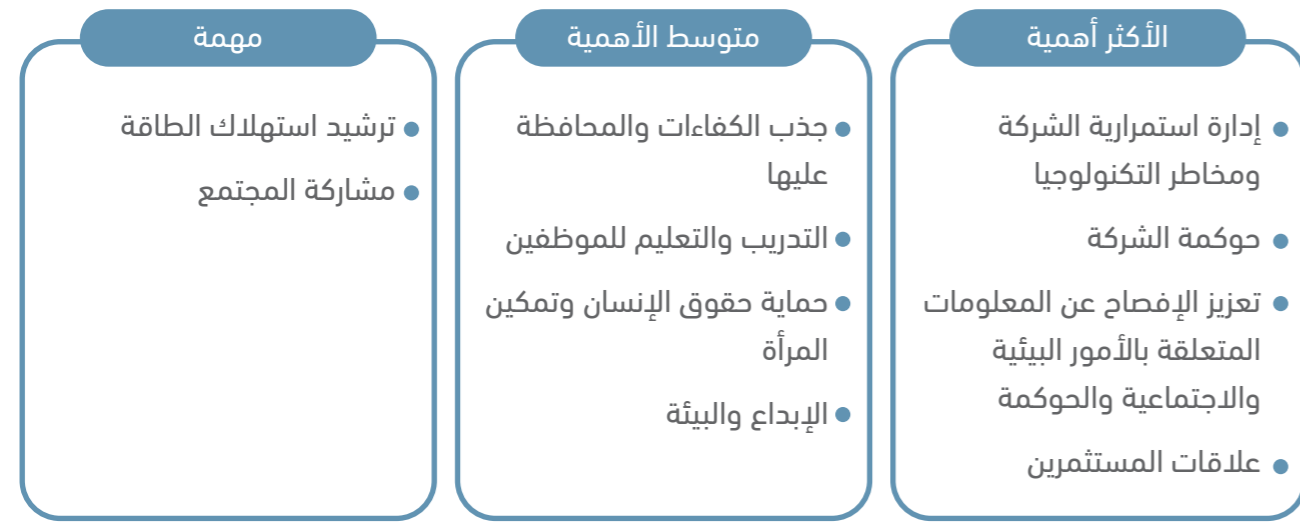 الأكثر أهمية
إدارة استمرارية الشركة
ومخاطر التكنولوجيا
حوكمة الشركة
تعزيز الإفصاح عن المعلومات
المتعلقة بالأمور البيئية
والاجتماعية والحوكمة
علاقات المستثمرين
متوسط الأهمية
جذب الكفاءات والمحافظة
عليها
التدريب والتعليم للموظفين
حماية حقوق الإنسان وتمكين
المرأة
الإبداع والبيئة
مهمة
ترشيد استهلاك الطاقة
مشاركة المجتمع